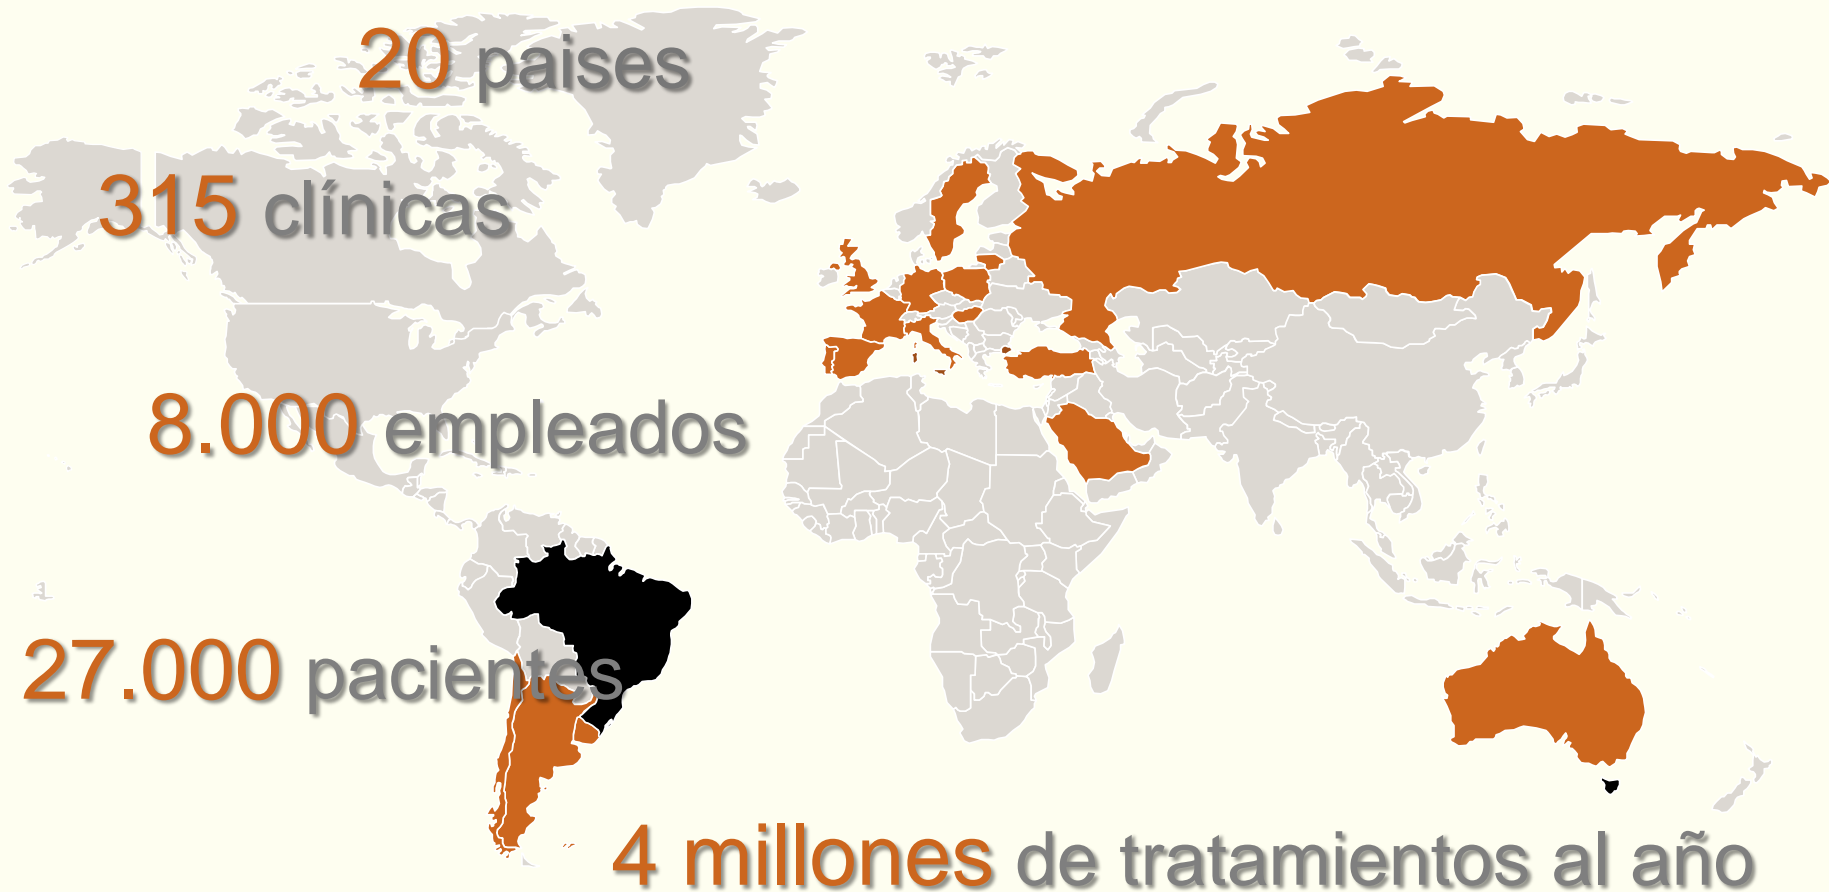 20 paises
315 clínicas
8.000 empleados
27.000 pacientes
4 millones de tratamientos al año